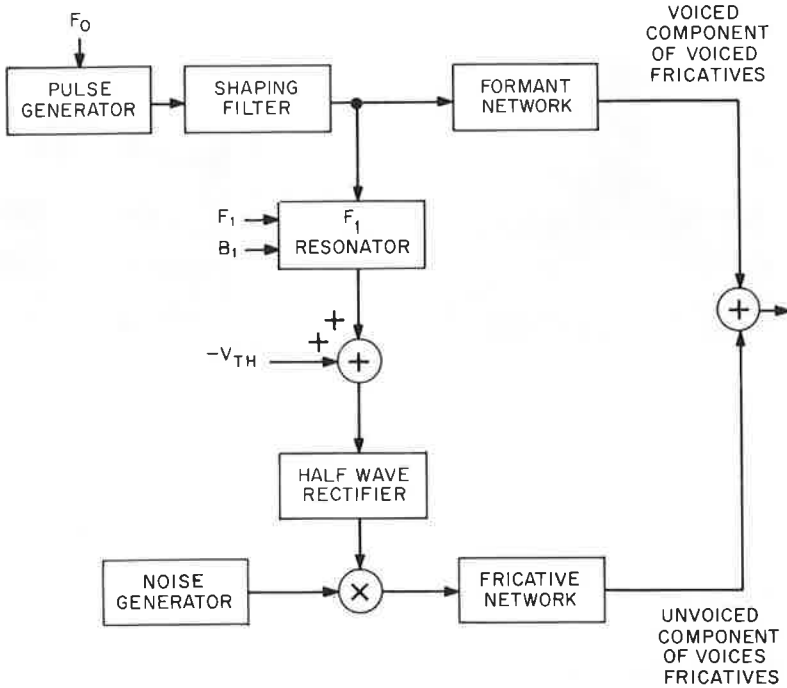 F₀
PULSE
GENERATOR
SHAPING
FILTER
FORMANT
NETWORK
VOICED
COMPONENT
OF VOICED
FRICATIVES
F₁
B₁
F₁
RESONATOR
+
+
-V_TH
+
+
HALF WAVE
RECTIFIER
NOISE
GENERATOR
×
FRICATIVE
NETWORK
UNVOICED
COMPONENT
OF VOICES
FRICATIVES